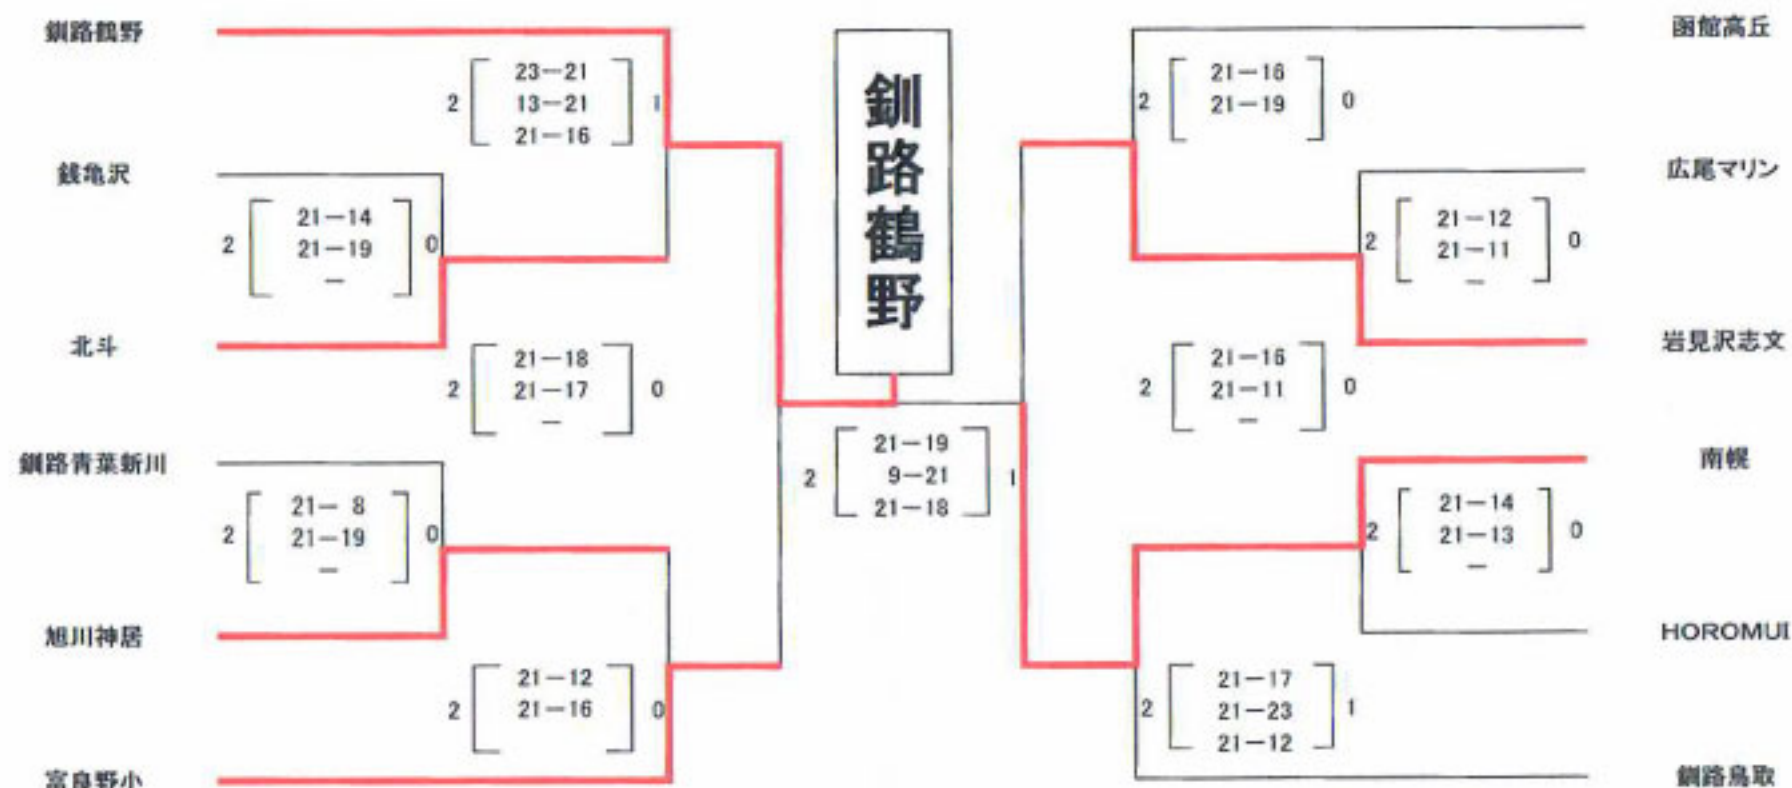 釧路鶴野
2 23－21 1
13－21
21－16
銭亀沢
2 21－14 0
21－19
－
北斗
2 21－18 0
21－17
－
釧路青葉新川
2 21－ 8 0
21－19
－
旭川神居
2 21－12 0
21－16
富良野小
釧路鶴野
2 21－19 1
9－21
21－18
函館高丘
2 21－16 0
21－19
広尾マリン
2 21－12 0
21－11
－
岩見沢志文
2 21－16 0
21－11
－
南幌
2 21－14 0
21－13
－
HOROMUI
2 21－17 1
21－23
21－12
釧路鳥取